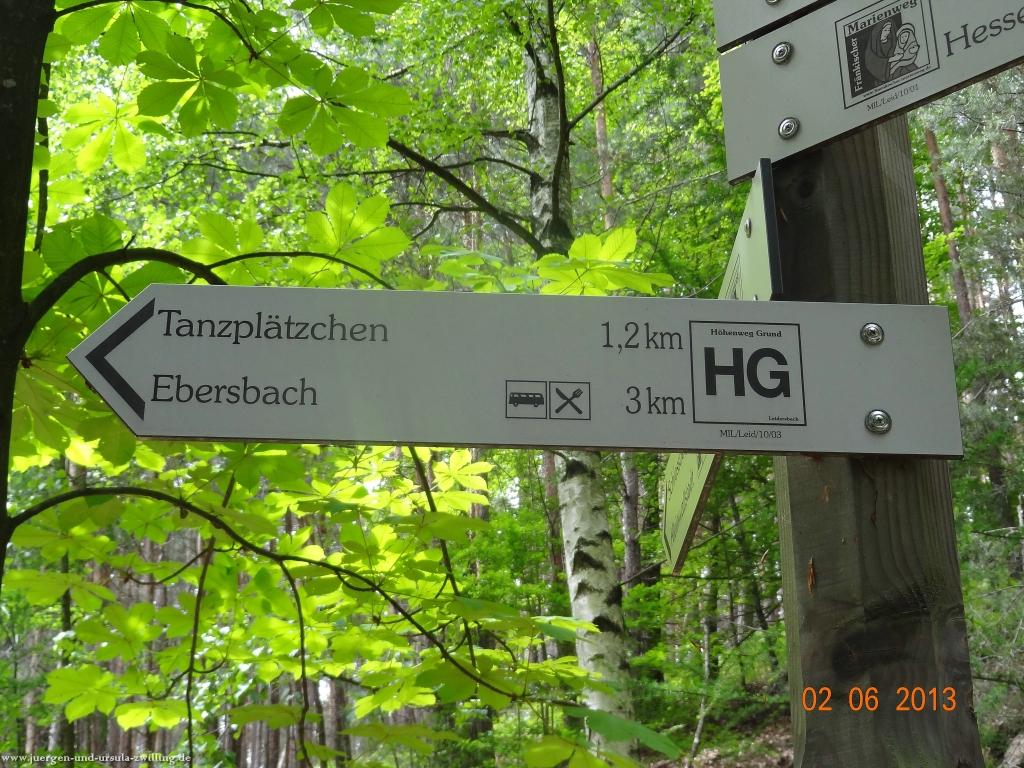 Fränkischer
Marienweg
Hesse
MIL/Leid/10/01
Tanzplätzchen 1,2 km
Ebersbach 3 km
Höhenweg Grund
HG
Leidersbach
MIL/Leid/10/03
02 06 2013
www.juergen-und-ursula-zwilling.de